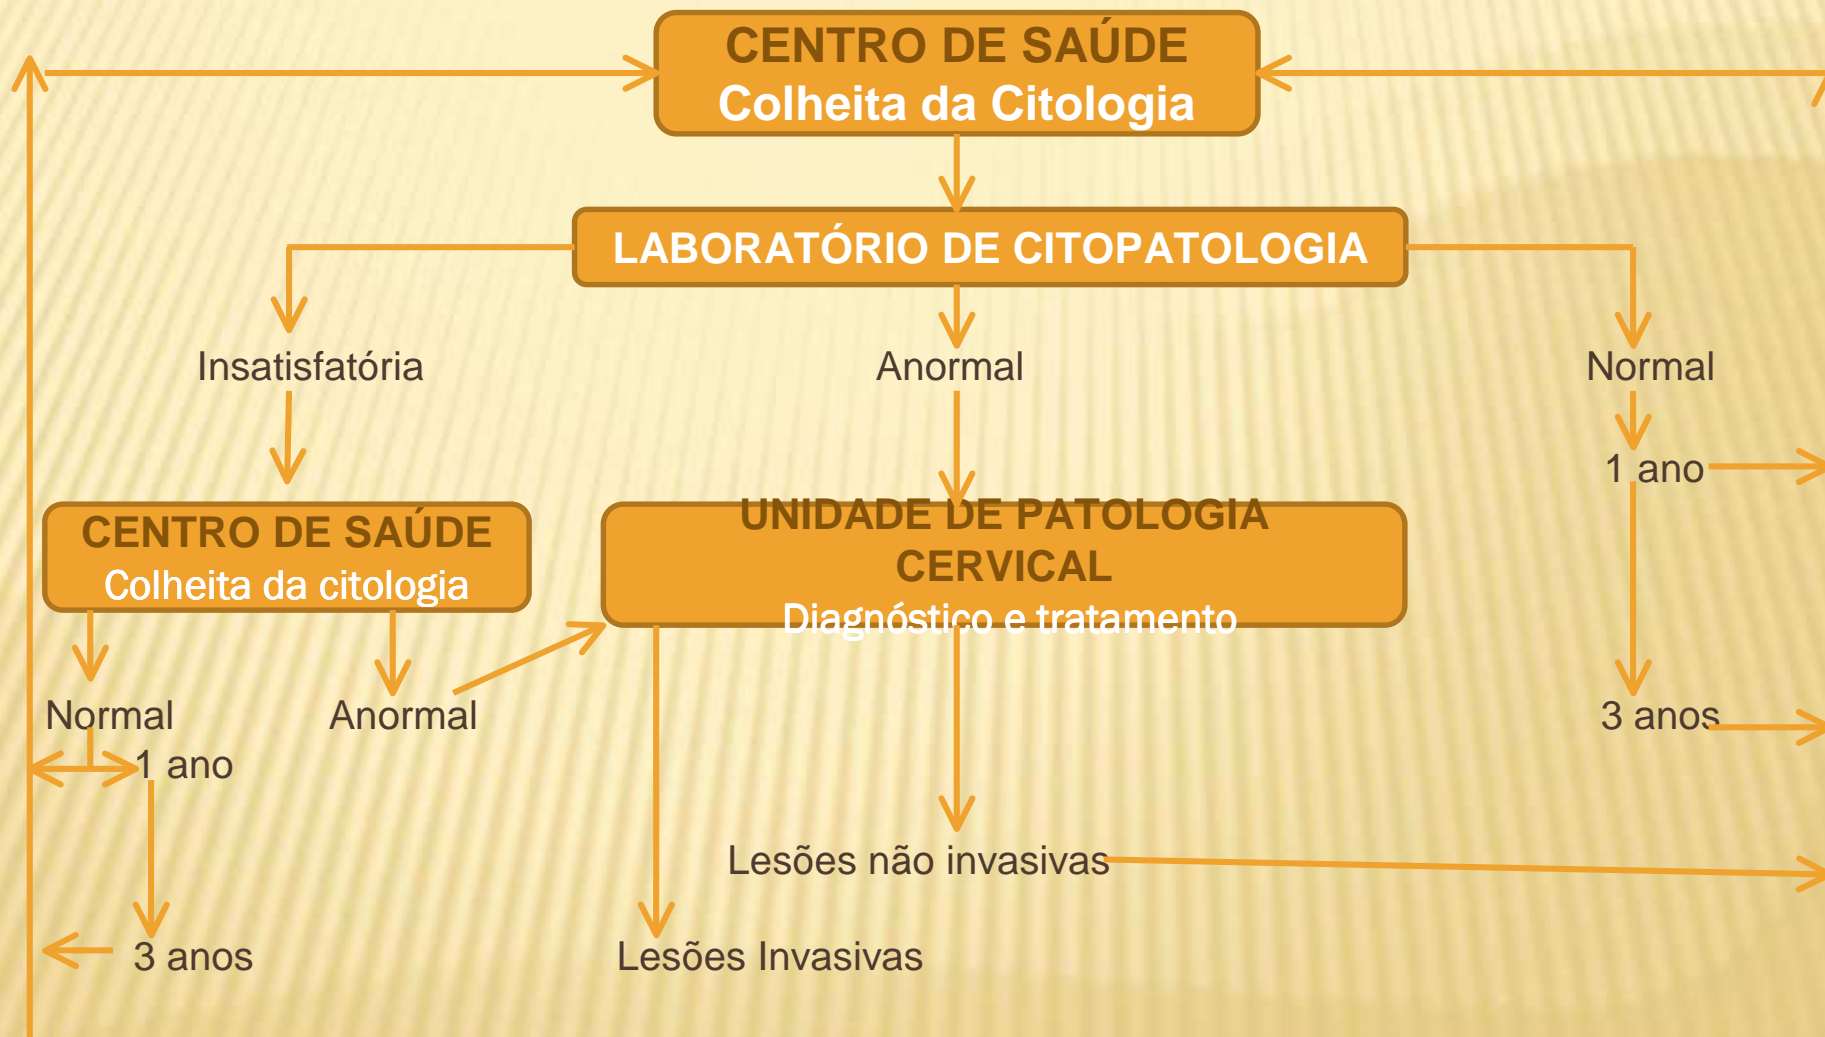 CENTRO DE SAÚDE
Colheita da Citologia
LABORATÓRIO DE CITOPATOLOGIA
Insatisfatória
Anormal
Normal
1 ano
CENTRO DE SAÚDE
Colheita da citologia
UNIDADE DE PATOLOGIA
CERVICAL
Diagnóstico e tratamento
Normal
Anormal
3 anos
1 ano
Lesões não invasivas
3 anos
Lesões Invasivas